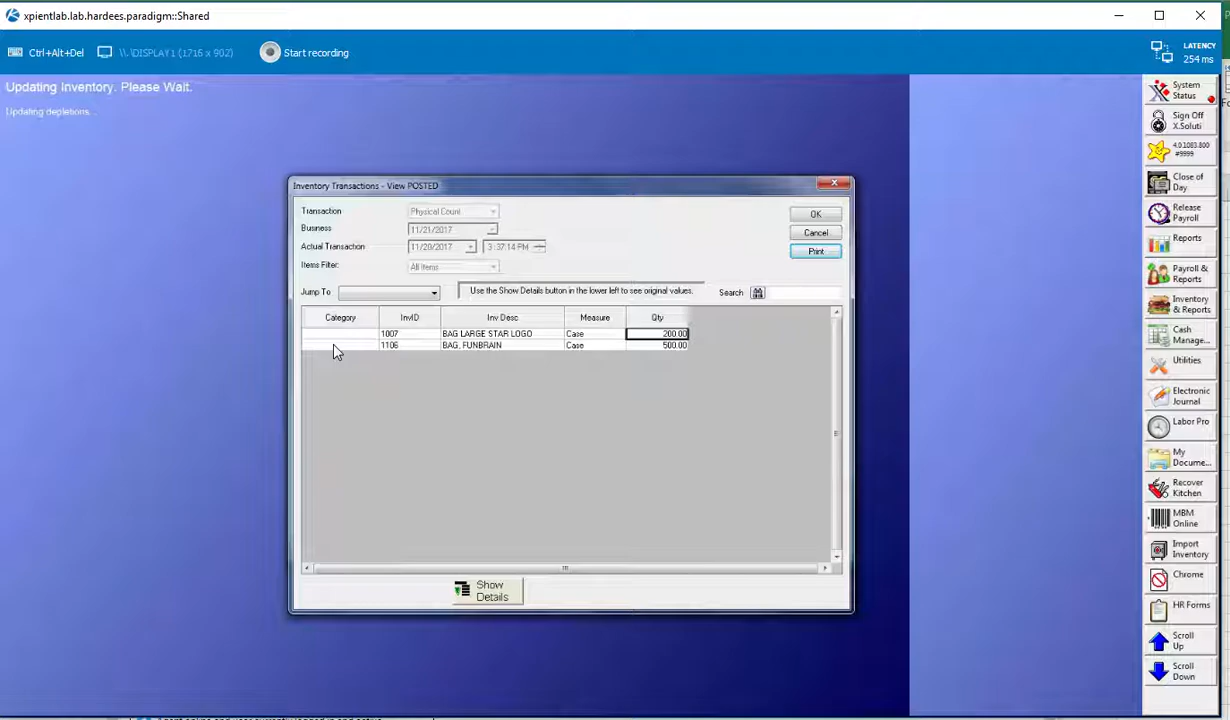 xpientlab.lab.hardees.paradigm::Shared
Ctrl+Alt+Del
\\.\DISPLAY1 (1716 x 902)
Start recording
LATENCY
254 ms
Updating Inventory. Please Wait.
Updating depletions...
Inventory Transactions - View POSTED
Transaction
Physical Count
Business
11/21/2017
Actual Transaction
11/20/2017
3:37:14 PM
Items Filter:
All Items
OK
Cancel
Print
Jump To
Use the Show Details button in the lower left to see original values.
Search
Category InvID Inv Desc Measure Qty
1007 BAG LARGE STAR LOGO Case 200.00
1106 BAG, FUNBRAIN Case 500.00
Show
Details
System
Status
Sign Off
X.Soluti
4.0.1083.800
#9999
Close of
Day
Release
Payroll
Reports
Payroll &
Reports
Inventory
& Reports
Cash
Manage...
Utilities
Electronic
Journal
Labor Pro
My
Docume...
Recover
Kitchen
MBM
Online
Import
Inventory
Chrome
HR Forms
Scroll
Up
Scroll
Down